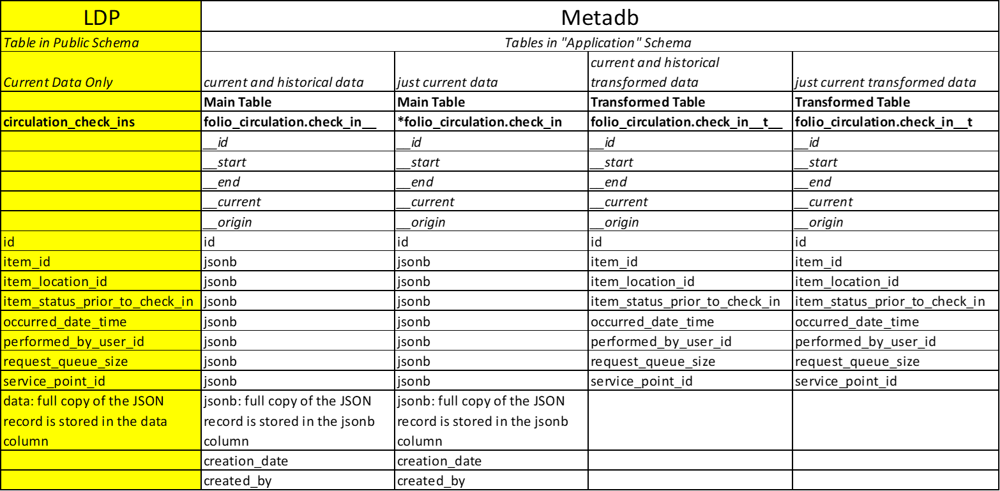 LDP Metadb
Table in Public Schema Tables in "Application" Schema
current and historical
Current Data Only current and historical data just current data transformed data just current transformed data
Main Table Main Table Transformed Table Transformed Table
circulation_check_ins folio_circulation.check_in__ *folio_circulation.check_in folio_circulation.check_in__t__ folio_circulation.check_in__t
__id __id __id __id
__start __start __start __start
__end __end __end __end
__current __current __current __current
__origin __origin __origin __origin
id id id id id
item_id jsonb jsonb item_id item_id
item_location_id jsonb jsonb item_location_id item_location_id
item_status_prior_to_check_in jsonb jsonb item_status_prior_to_check_in item_status_prior_to_check_in
occurred_date_time jsonb jsonb occurred_date_time occurred_date_time
performed_by_user_id jsonb jsonb performed_by_user_id performed_by_user_id
request_queue_size jsonb jsonb request_queue_size request_queue_size
service_point_id jsonb jsonb service_point_id service_point_id
data: full copy of the JSON jsonb: full copy of the JSON jsonb: full copy of the JSON
record is stored in the data record is stored in the jsonb record is stored in the jsonb
column column column
creation_date creation_date
created_by created_by